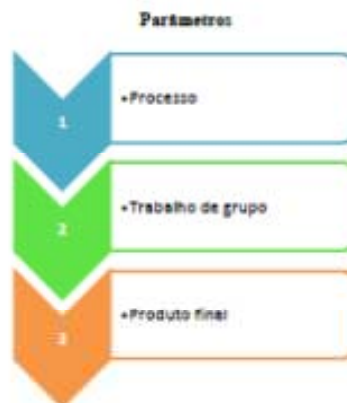 Parâmetros
1
•Processo
2
•Trabalho de grupo
3
•Produto final